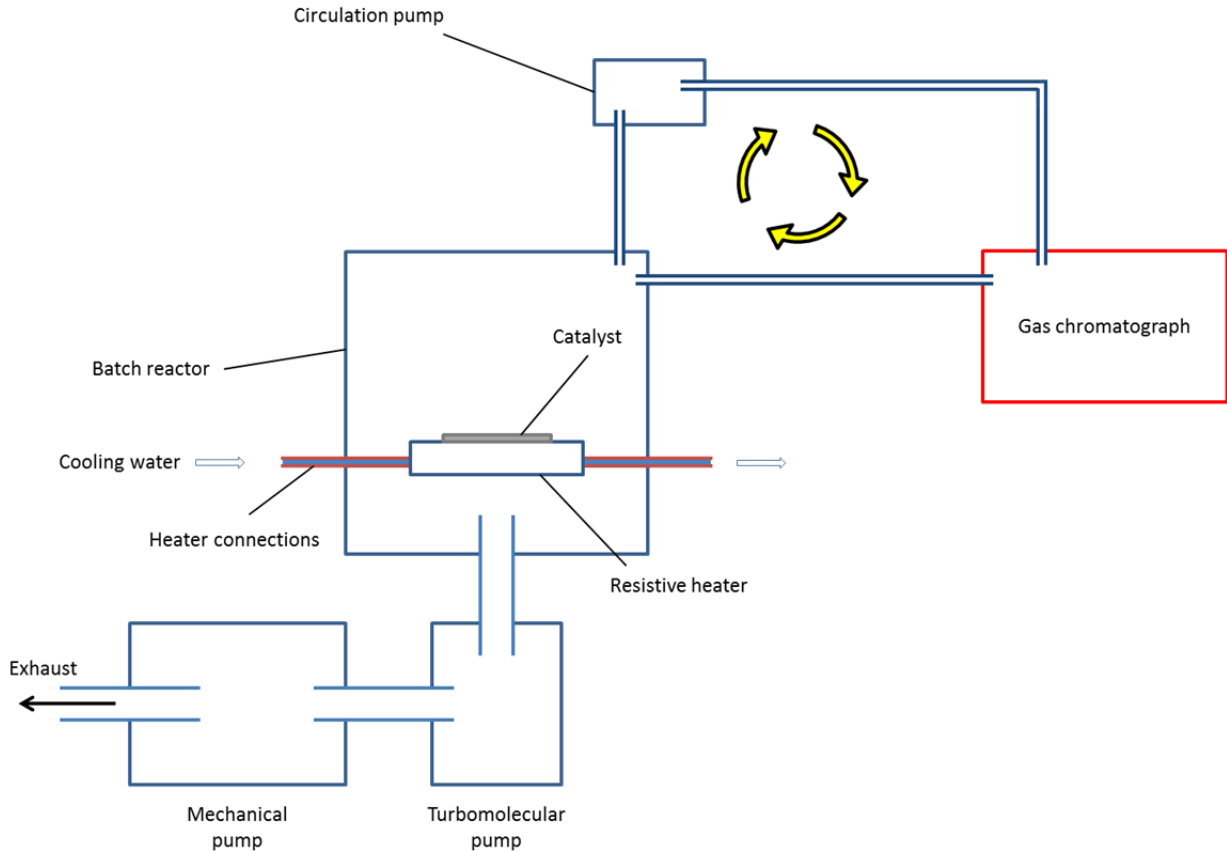 Circulation pump
Catalyst
Gas chromatograph
Batch reactor
Cooling water
Heater connections
Resistive heater
Exhaust
Mechanical
pump
Turbomolecular
pump